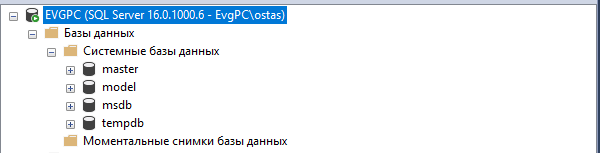 EVGPC (SQL Server 16.0.1000.6 - EvgPC\ostas)
Базы данных
Системные базы данных
master
model
msdb
tempdb
Моментальные снимки базы данных